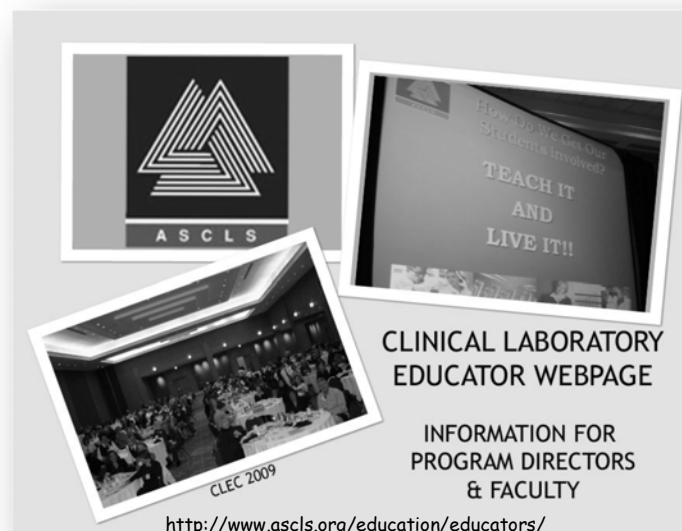 ASCLS
ASCLS
How Do We Get Our
Students Involved?
TEACH IT
AND
LIVE IT!!
CLEC 2009
CLINICAL LABORATORY
EDUCATOR WEBPAGE
INFORMATION FOR
PROGRAM DIRECTORS
& FACULTY
http://www.ascls.org/education/educators/